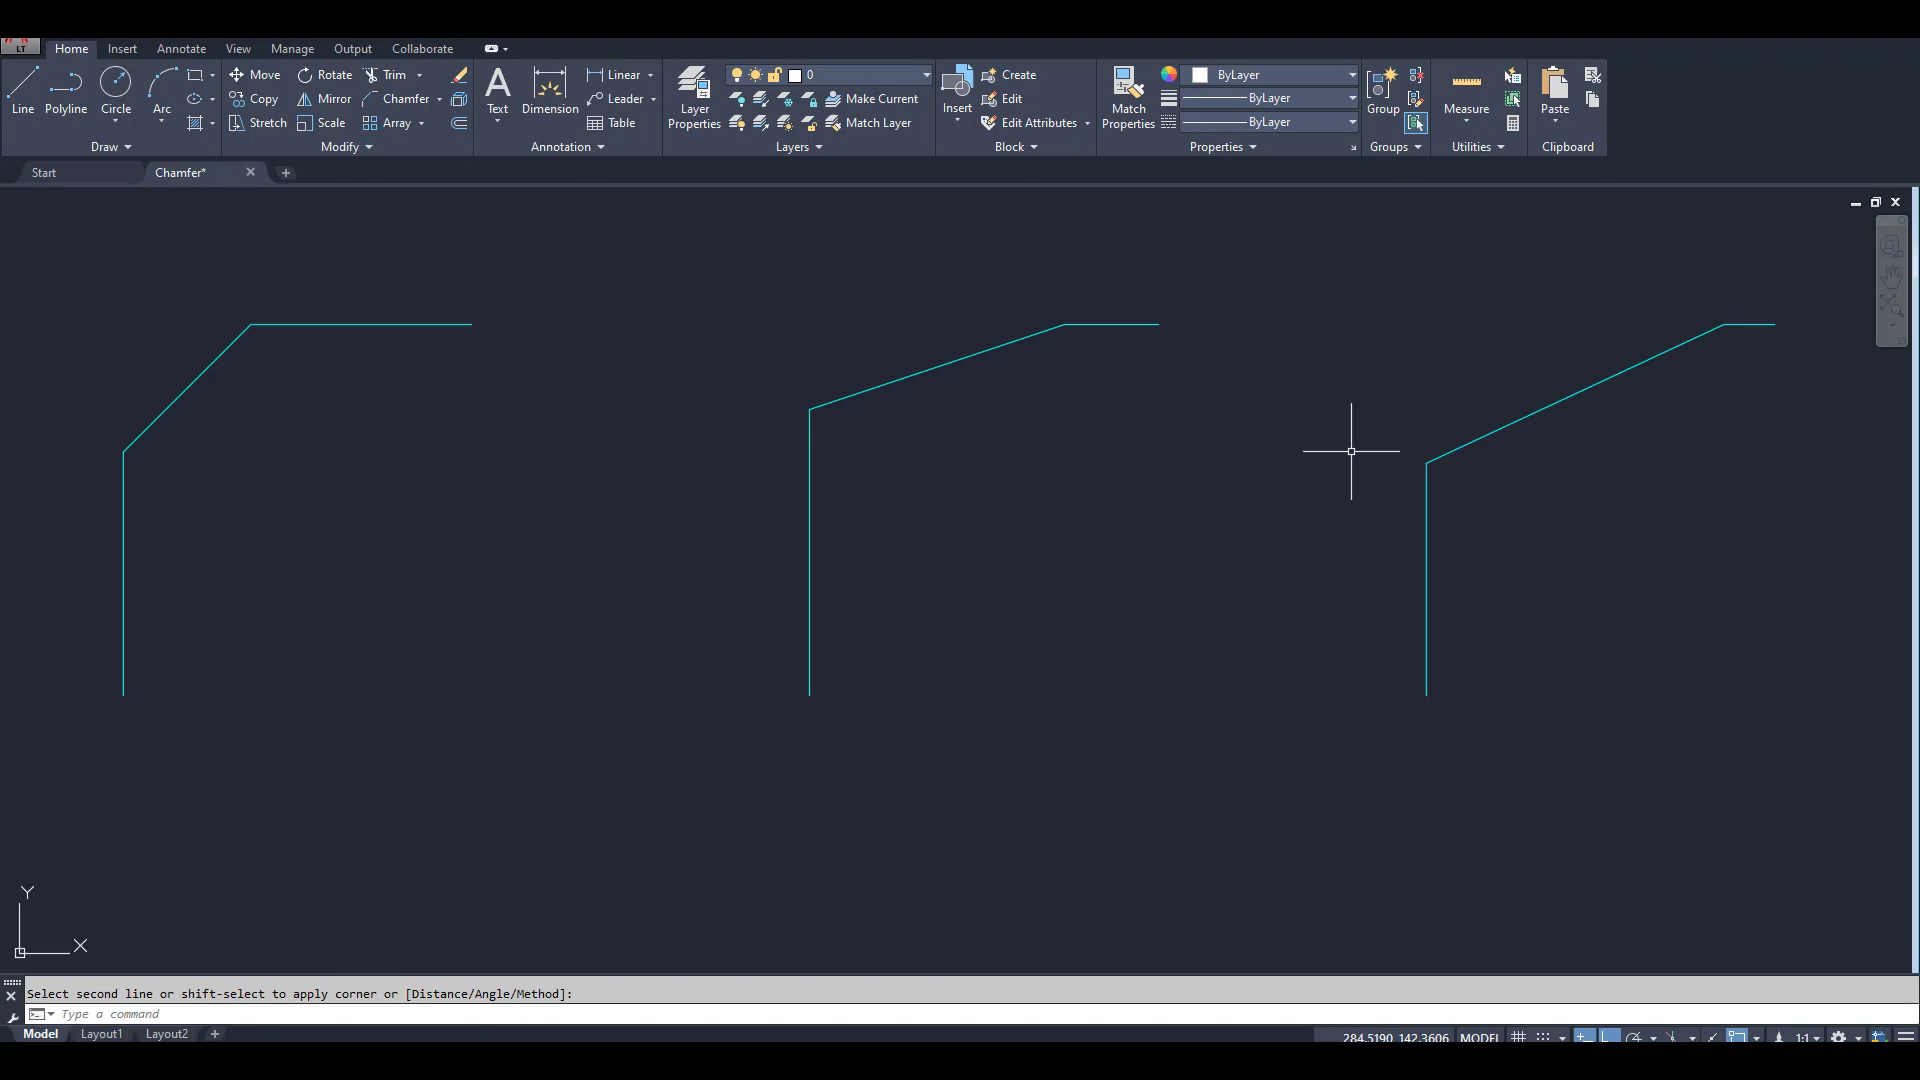 LT
Home Insert Annotate View Manage Output Collaborate
Line Polyline Circle Arc
Move Rotate Trim
Copy Mirror Chamfer
Stretch Scale Array
Text Dimension
Linear
Leader
Table
Layer Properties
0
Make Current
Match Layer
Insert
Create
Edit
Edit Attributes
Match Properties
ByLayer
ByLayer
ByLayer
Group
Measure
Paste
Draw Modify Annotation Layers Block Properties Groups Utilities Clipboard
Start Chamfer*
Y
X
Select second line or shift-select to apply corner or [Distance/Angle/Method]:
Type a command
Model Layout1 Layout2
284.5190, 142.3606 MODEL 1:1